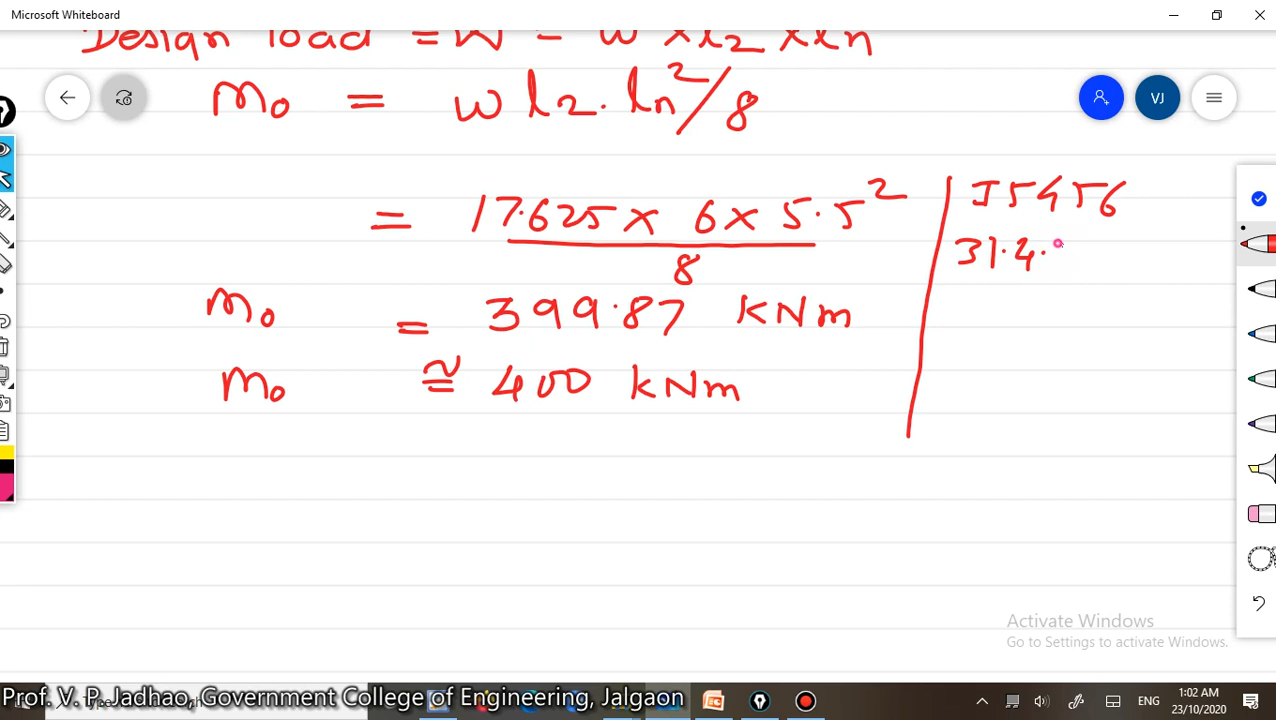 Microsoft Whiteboard
Design load = W = w x l2 x ln
Mo = w l2 . ln²/8
= 17.625 x 6 x 5.5²
8
Mo = 399.87 kNm
Mo ≅ 400 kNm
IS456
31.4.
VJ
Activate Windows
Go to Settings to activate Windows.
Prof. V. P.Jadhao, Government College of Engineering, Jalgaon
ENG
1:02 AM
23/10/2020